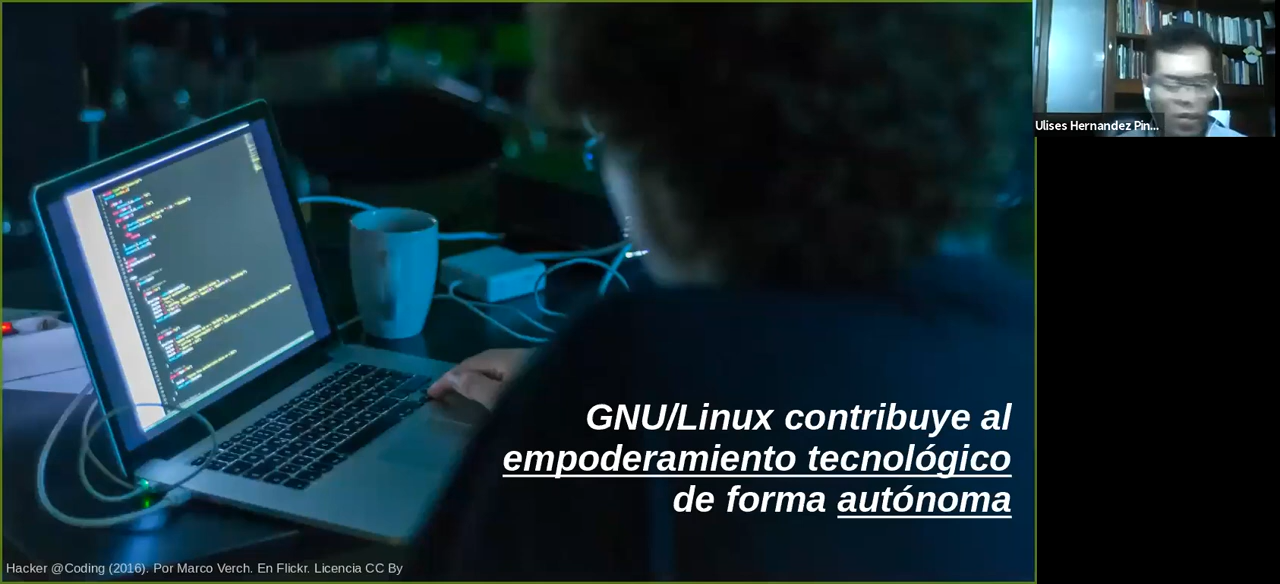 GNU/Linux contribuye al
empoderamiento tecnológico
de forma autónoma
Hacker @Coding (2016). Por Marco Verch. En Flickr. Licencia CC By
Ulises Hernandez Pin...